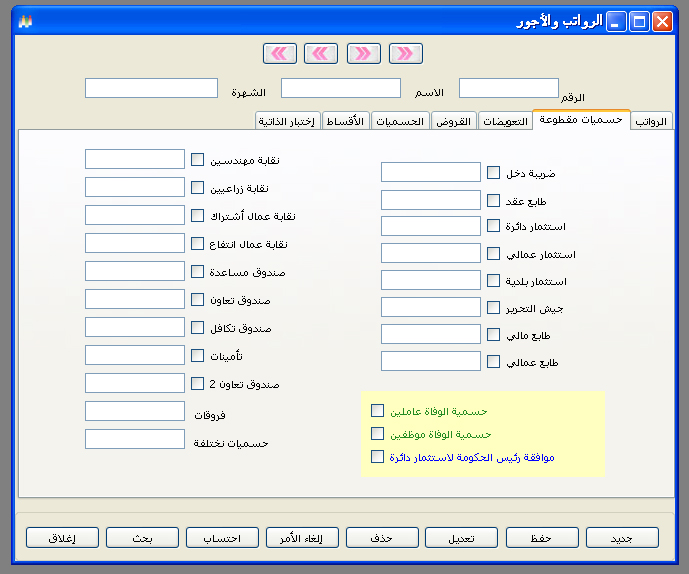 الرواتب والأجور
الرقم
الاسم
الشهرة
الرواتب
حسميات مقطوعة
التعويضات
القروض
الحسميات
الأقساط
إختبار الذاتية
ضريبة دخل
طابع عقد
استثمار دائرة
استثمار عمالي
استثمار بلدية
جيش التحرير
طابع مالي
طابع عمالي
حسمية الوفاة عاملين
حسمية الوفاة موظفين
موافقة رئيس الحكومة لاستثمار دائرة
نقابة مهندسين
نقابة زراعيين
نقابة عمال أشتراك
نقابة عمال انتفاع
صندوق مساعدة
صندوق تعاون
صندوق تكافل
تأمينات
صندوق تعاون 2
فروقات
حسميات نختلفة
جديد
حفظ
تعديل
حذف
إلغاء الأمر
احتساب
بحث
إغلاق